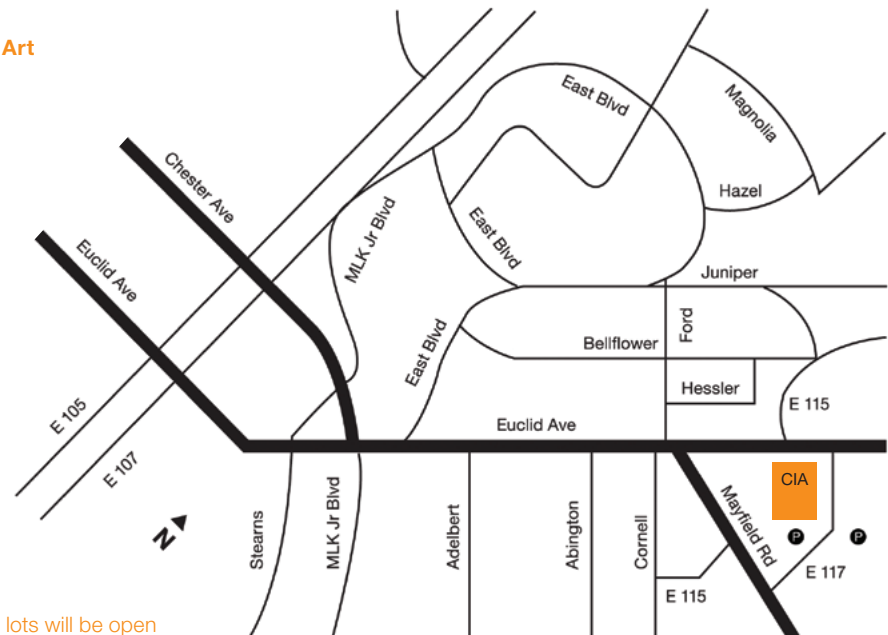 Art
East Blvd
Magnolia
Chester Ave
Hazel
MLK Jr Blvd
East Blvd
Euclid Ave
Juniper
Ford
Bellflower
East Blvd
Hessler
E 105
E 115
Euclid Ave
E 107
CIA
N
Stearns
MLK Jr Blvd
Adelbert
Abington
Cornell
Mayfield Rd
P
P
E 117
E 115
lots will be open